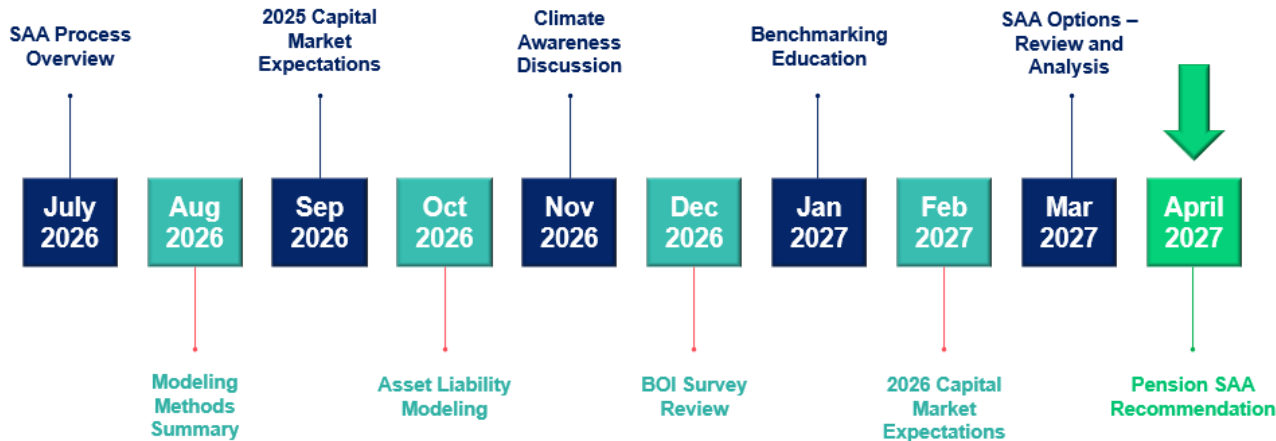 SAA Process
Overview
2025 Capital
Market
Expectations
Climate
Awareness
Discussion
Benchmarking
Education
SAA Options –
Review and
Analysis
July
2026
Aug
2026
Sep
2026
Oct
2026
Nov
2026
Dec
2026
Jan
2027
Feb
2027
Mar
2027
April
2027
Modeling
Methods
Summary
Asset Liability
Modeling
BOI Survey
Review
2026 Capital
Market
Expectations
Pension SAA
Recommendation